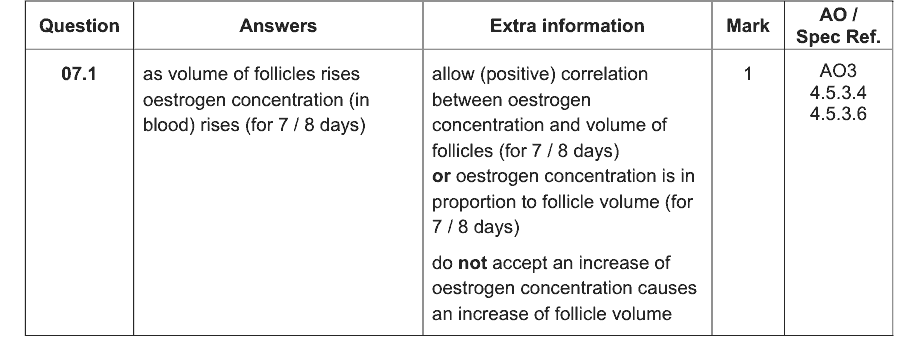 Question
Answers
Extra information
Mark
AO /
Spec Ref.
07.1
as volume of follicles rises
oestrogen concentration (in
blood) rises (for 7 / 8 days)
allow (positive) correlation
between oestrogen
concentration and volume of
follicles (for 7 / 8 days)
or oestrogen concentration is in
proportion to follicle volume (for
7 / 8 days)
do not accept an increase of
oestrogen concentration causes
an increase of follicle volume
1
AO3
4.5.3.4
4.5.3.6